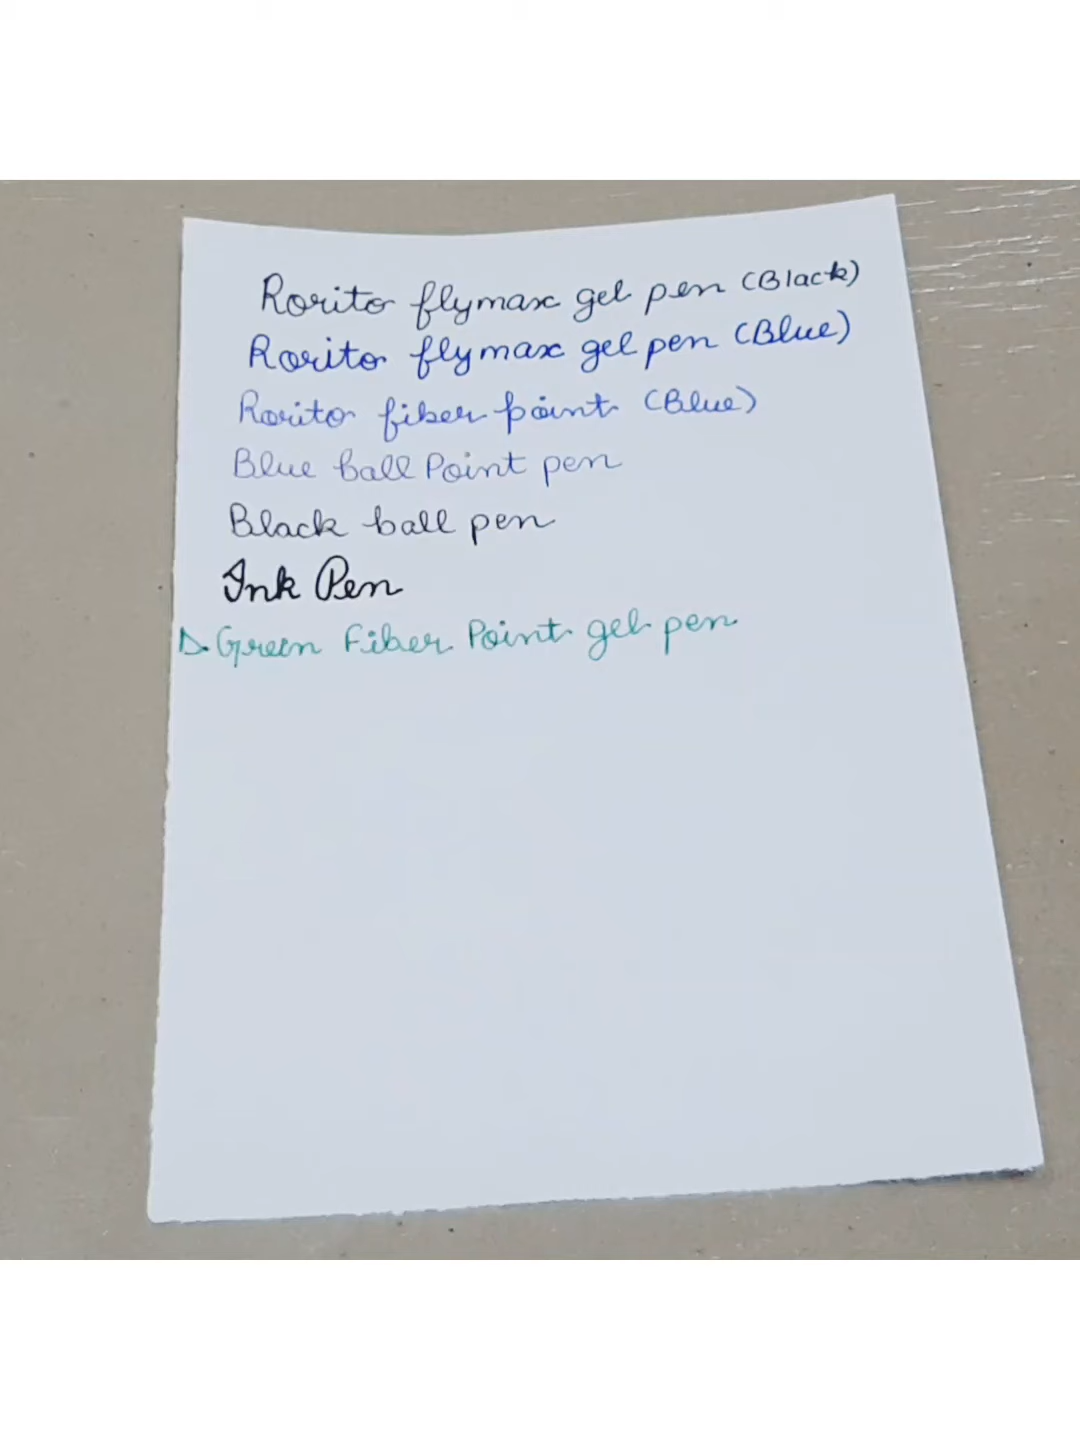 Rorito flymax gel pen (Black)
Rorito flymax gel pen (Blue)
Rorito fiber point (Blue)
Blue ball Point pen
Black ball pen
Ink Pen
D. Green Fiber Point gel pen